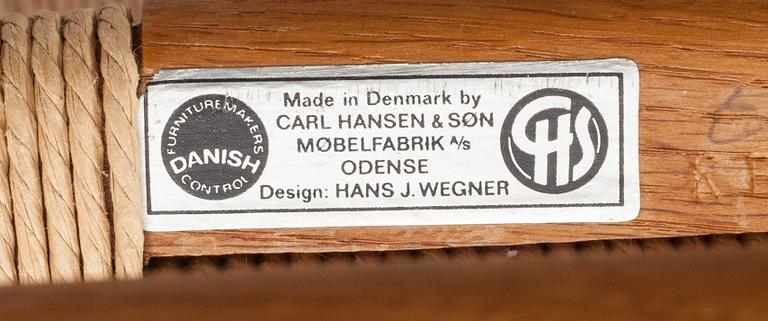 FURNITUREMAKERS
DANISH
CONTROL
Made in Denmark by
CARL HANSEN & SØN
MØBELFABRIK A/S
ODENSE
Design: HANS J. WEGNER
CHS